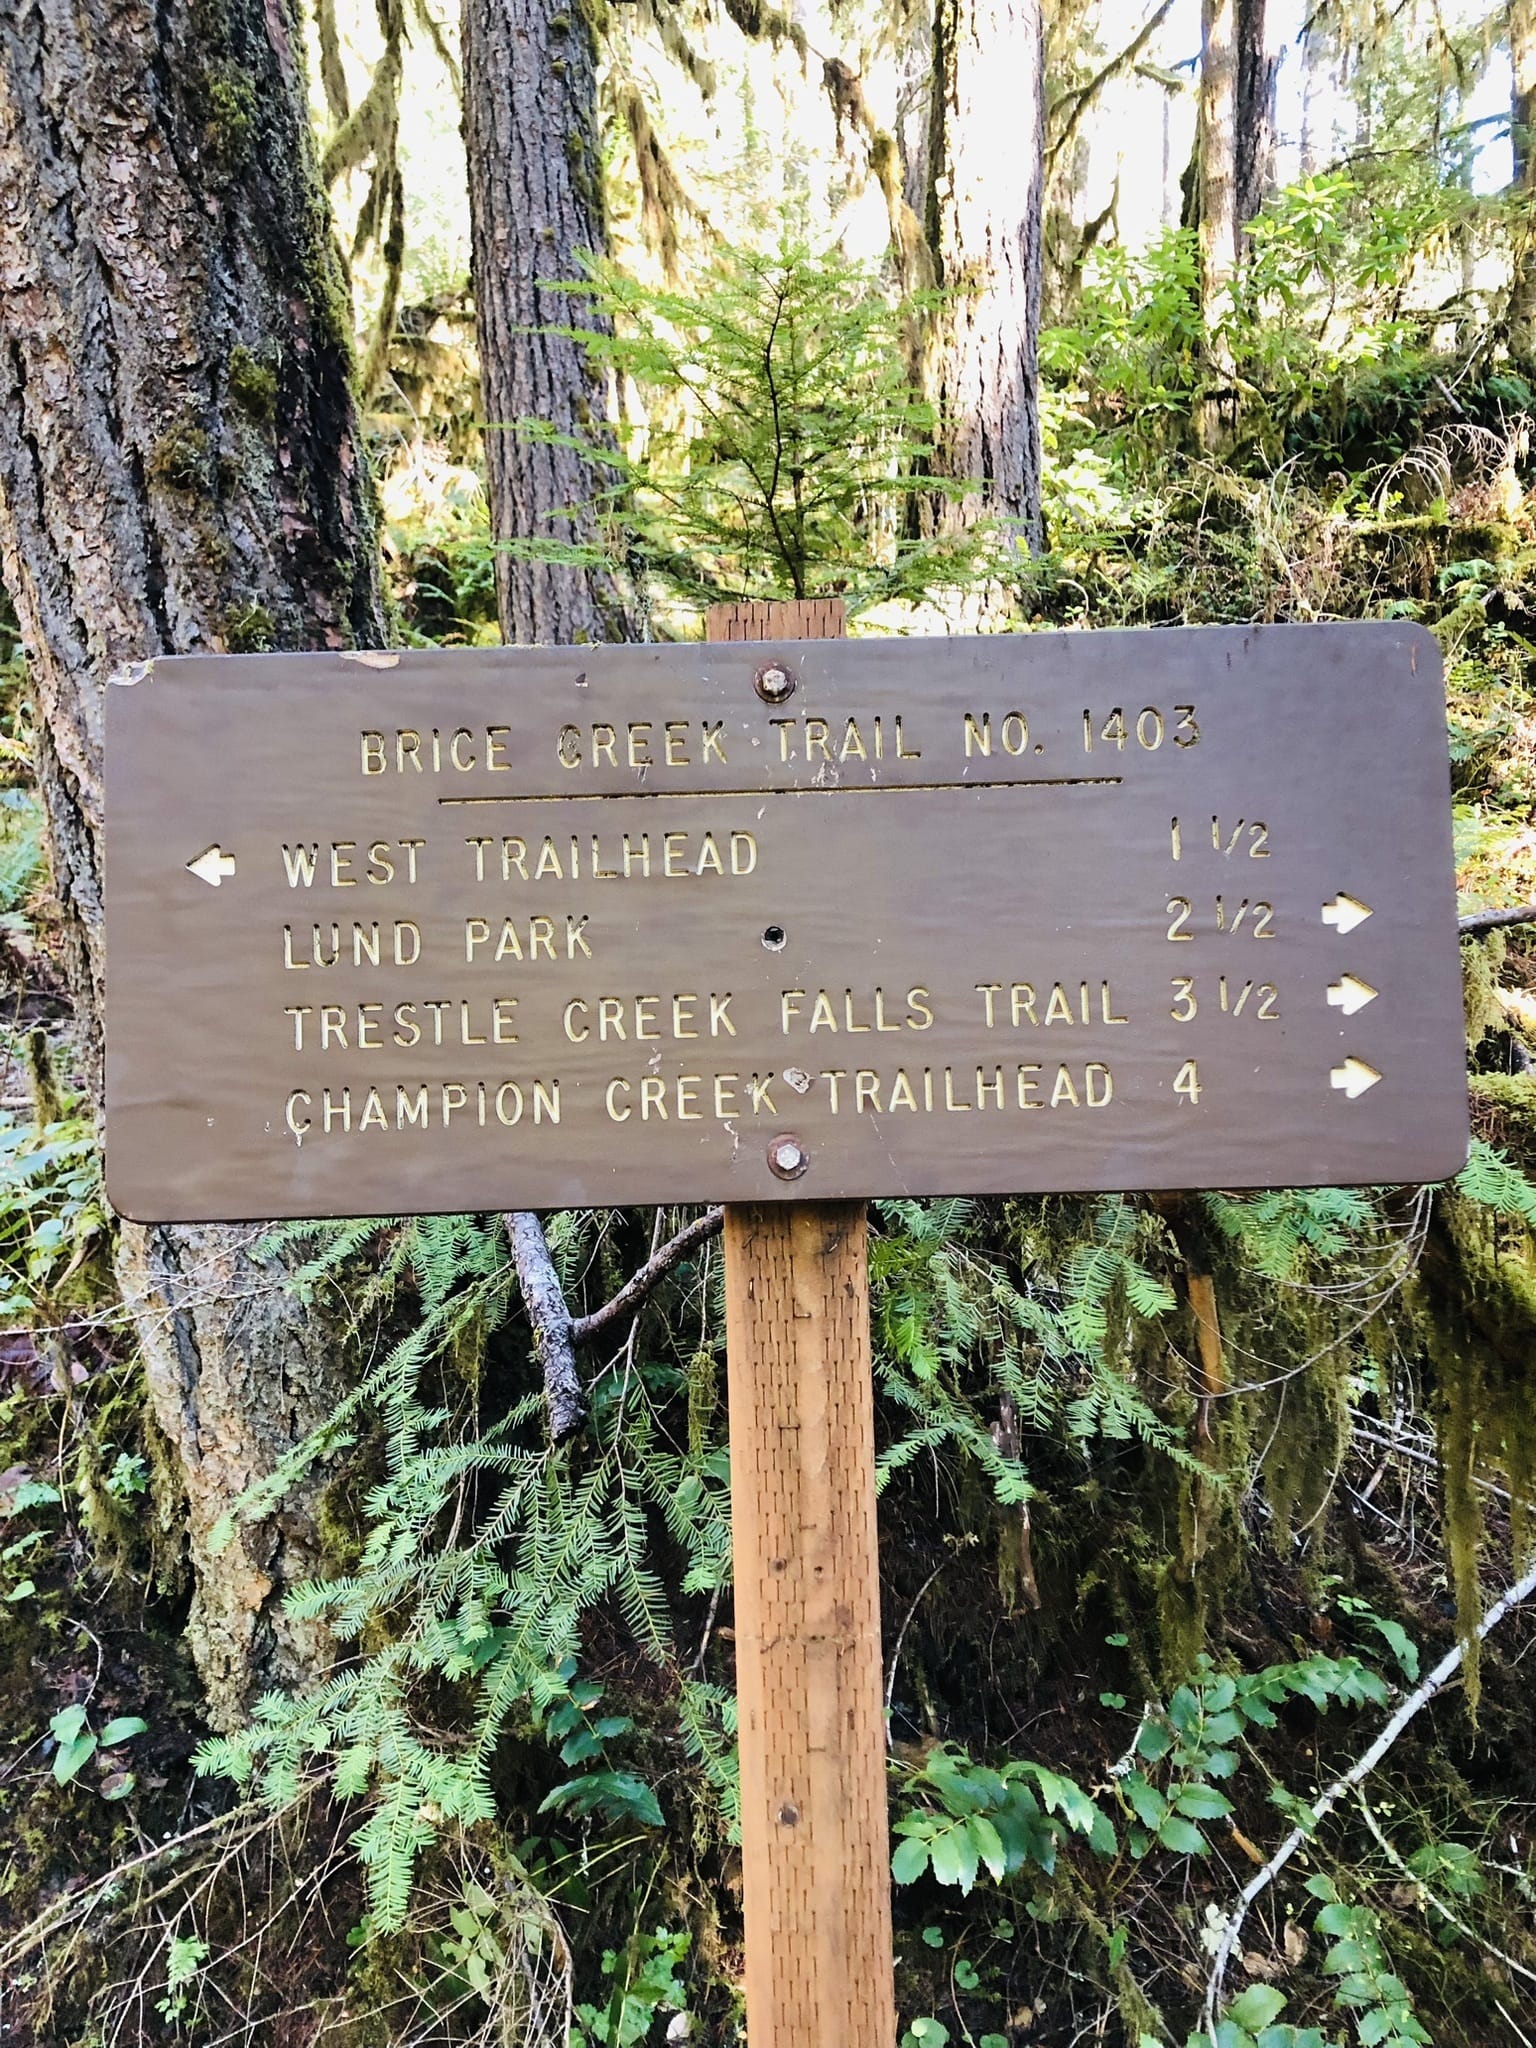 BRICE CREEK TRAIL NO. 1403
WEST TRAILHEAD 1 1/2
LUND PARK 2 1/2
TRESTLE CREEK FALLS TRAIL 3 1/2
CHAMPION CREEK TRAILHEAD 4